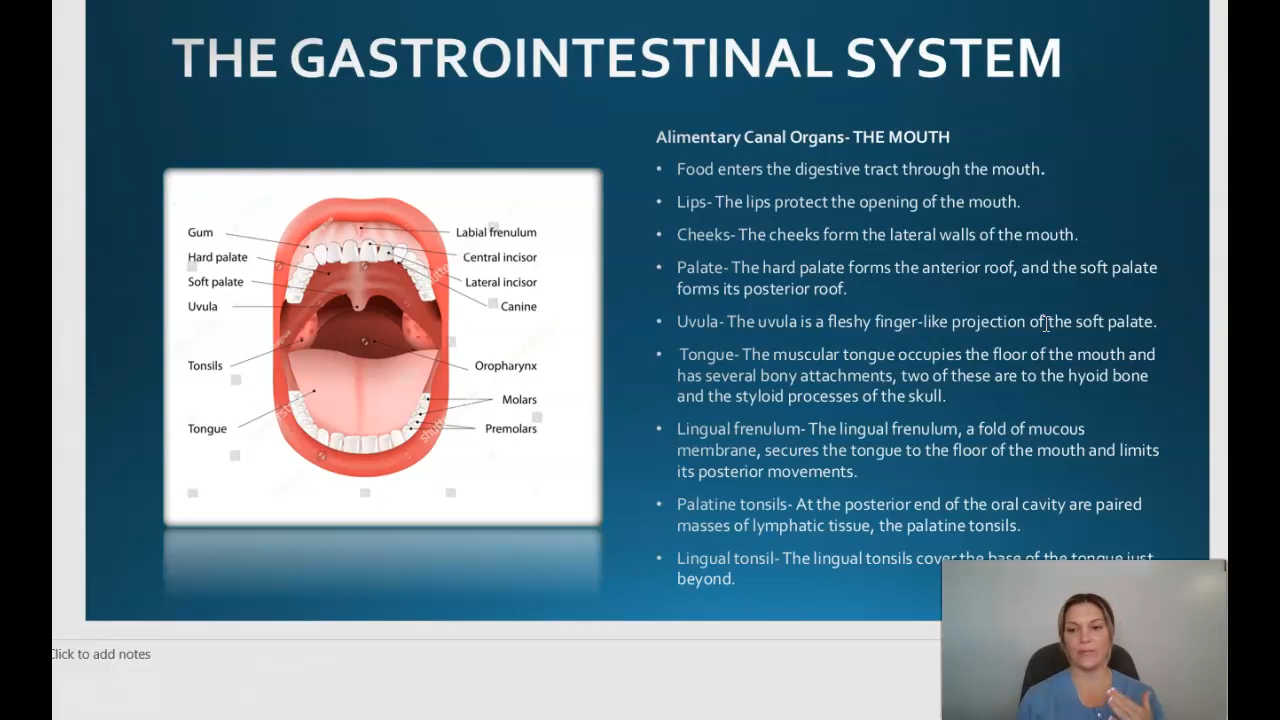 THE GASTROINTESTINAL SYSTEM
Alimentary Canal Organs- THE MOUTH
• Food enters the digestive tract through the mouth.
• Lips- The lips protect the opening of the mouth.
• Cheeks- The cheeks form the lateral walls of the mouth.
• Palate- The hard palate forms the anterior roof, and the soft palate
forms its posterior roof.
• Uvula- The uvula is a fleshy finger-like projection of the soft palate.
• Tongue- The muscular tongue occupies the floor of the mouth and
has several bony attachments, two of these are to the hyoid bone
and the styloid processes of the skull.
• Lingual frenulum- The lingual frenulum, a fold of mucous
membrane, secures the tongue to the floor of the mouth and limits
its posterior movements.
• Palatine tonsils- At the posterior end of the oral cavity are paired
masses of lymphatic tissue, the palatine tonsils.
• Lingual tonsil- The lingual tonsils cover the base of the tongue just
beyond.
Gum
Hard palate
Soft palate
Uvula
Tonsils
Tongue
Labial frenulum
Central incisor
Lateral incisor
Canine
Oropharynx
Molars
Premolars
Click to add notes